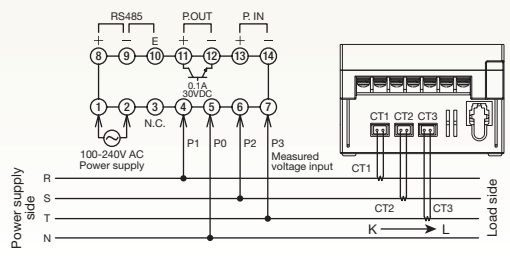 RS485 P.OUT P. IN
+ − E + − + −
8 9 10 11 12 13 14
0.1A
30VDC
1 2 3 4 5 6 7
N.C.
100-240V AC
Power supply
P1 P0 P2 P3
Measured
voltage input
CT1 CT2 CT3
CT1
CT2
CT3
R
S
T
N
K L
Power supply
side
Load side